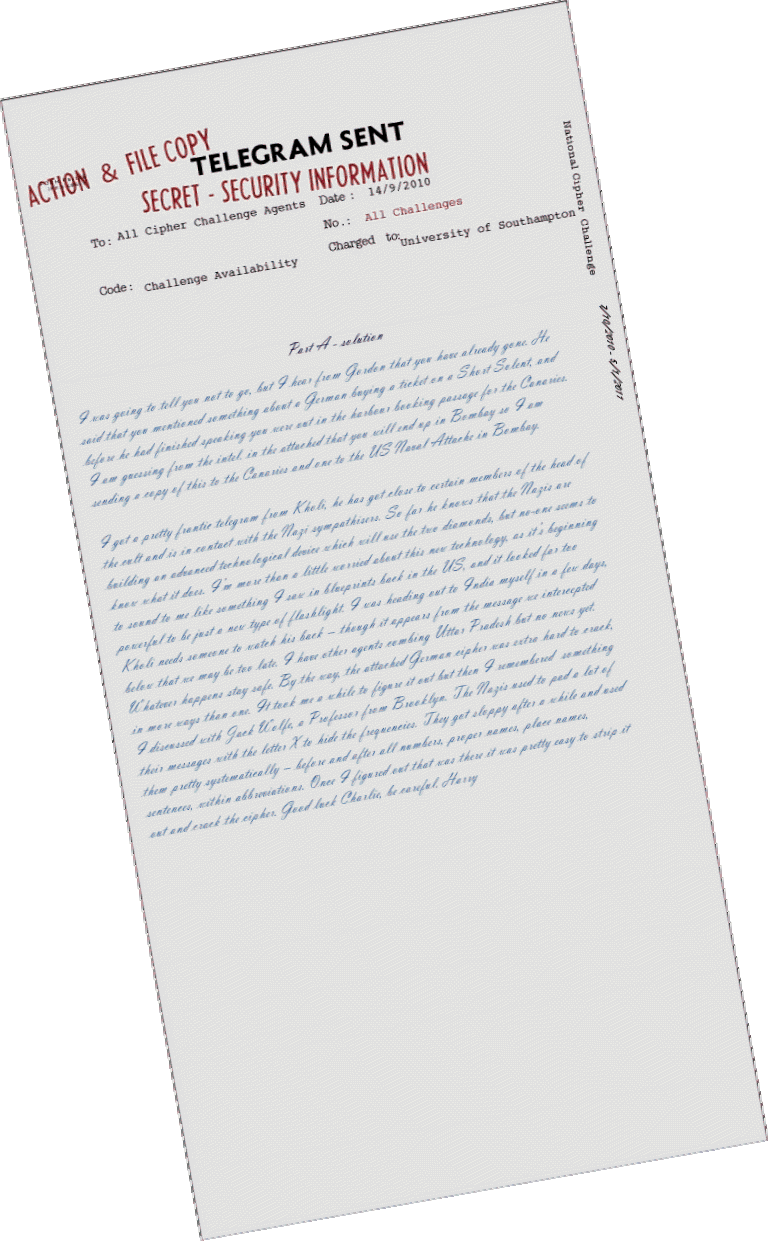 ACTION & FILE COPY
TELEGRAM SENT
SECRET - SECURITY INFORMATION
To: All Cipher Challenge Agents
Date: 14/9/2010
No.: All Challenges
Charged to: University of Southampton
Code: Challenge Availability
National Cipher Challenge
Part A - solution
I was going to tell you not to go, but I hear from Gordon that you have already gone. He
said that you mentioned something about a German buying a ticket on a Short Solent, and
before he had finished speaking you were out in the harbour booking passage for the Canaries.
I am guessing from the intel. in the attached that you will end up in Bombay so I am
sending a copy of this to the Canaries and one to the US Naval Attache in Bombay.
I got a pretty frantic telegram from Kholi, he has got close to certain members of the head of
the cult and is in contact with the Nazi sympathisers. So far he knows that the Nazis are
building an advanced technological device which will use the two diamonds, but no-one seems to
know what it does. I'm more than a little worried about this new technology, as it's beginning
to sound to me like something I saw in blueprints back in the US, and it looked far too
powerful to be just a new type of flashlight. I was heading out to India myself in a few days,
Kholi needs someone to watch his back – though it appears from the message we intercepted
below that we may be too late. I have other agents combing Uttar Pradesh but no news yet.
Whatever happens stay safe. By the way, the attached German cipher was extra hard to crack,
in more ways than one. It took me a while to figure it out but then I remembered something
I discussed with Jack Wolfe, a Professor from Brooklyn. The Nazis used to pad a lot of
their messages with the letter X to hide the frequencies. They got sloppy after a while and used
them pretty systematically – before and after all numbers, proper names, place names,
sentences, within abbreviations. Once I figured out that was there it was pretty easy to strip it
out and crack the cipher. Good luck Charlie, be careful. Harry